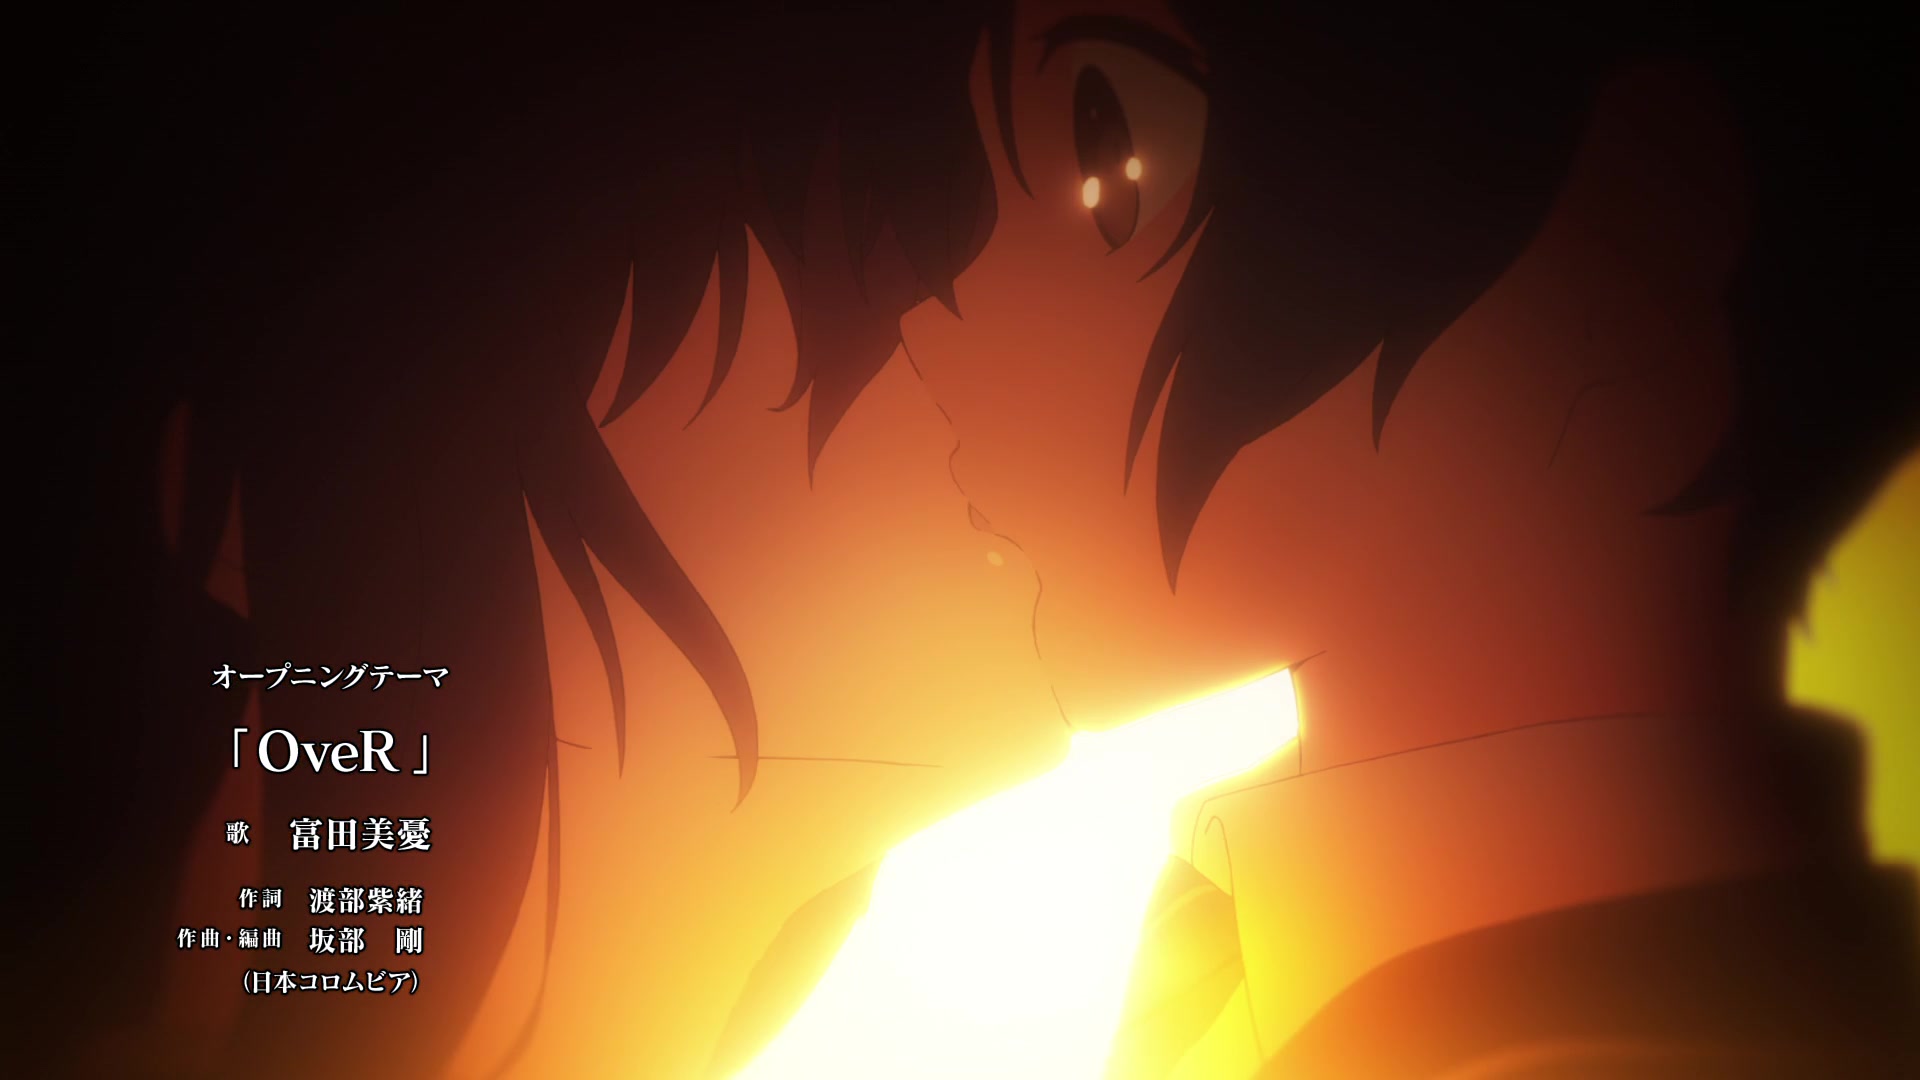 オープニングテーマ
「OveR」
歌　富田美憂
作詞　渡部紫緒
作曲・編曲　坂部　剛
(日本コロムビア)